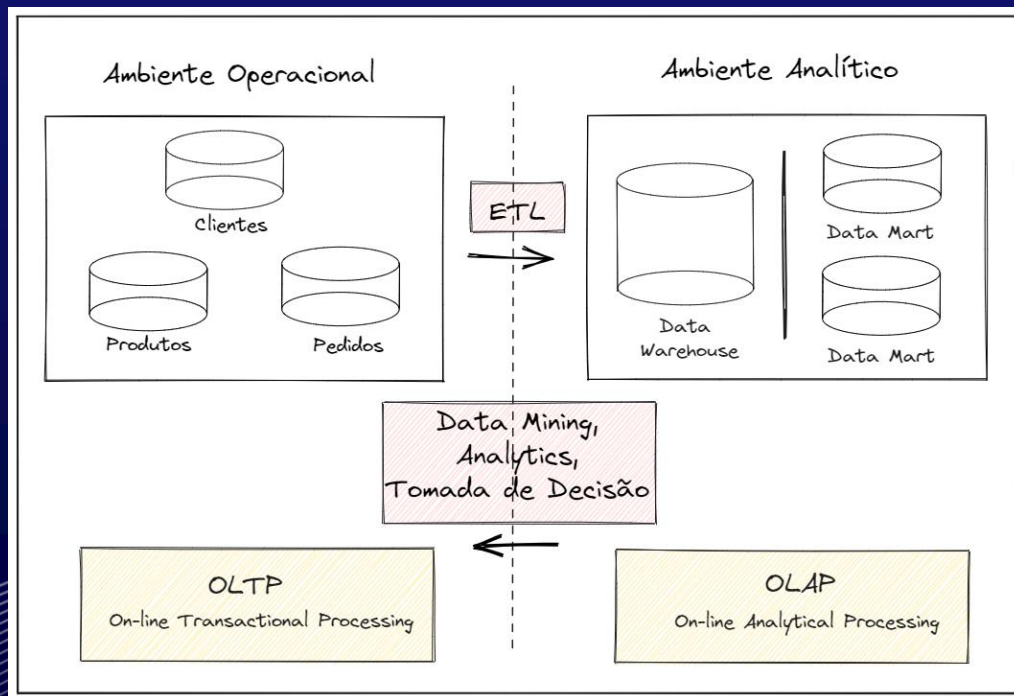 Ambiente Operacional
Ambiente Analítico
Clientes
Produtos
Pedidos
ETL
Data
Warehouse
Data Mart
Data Mart
Data Mining,
Analytics,
Tomada de Decisão
OLTP
On-line Transactional Processing
OLAP
On-line Analytical Processing